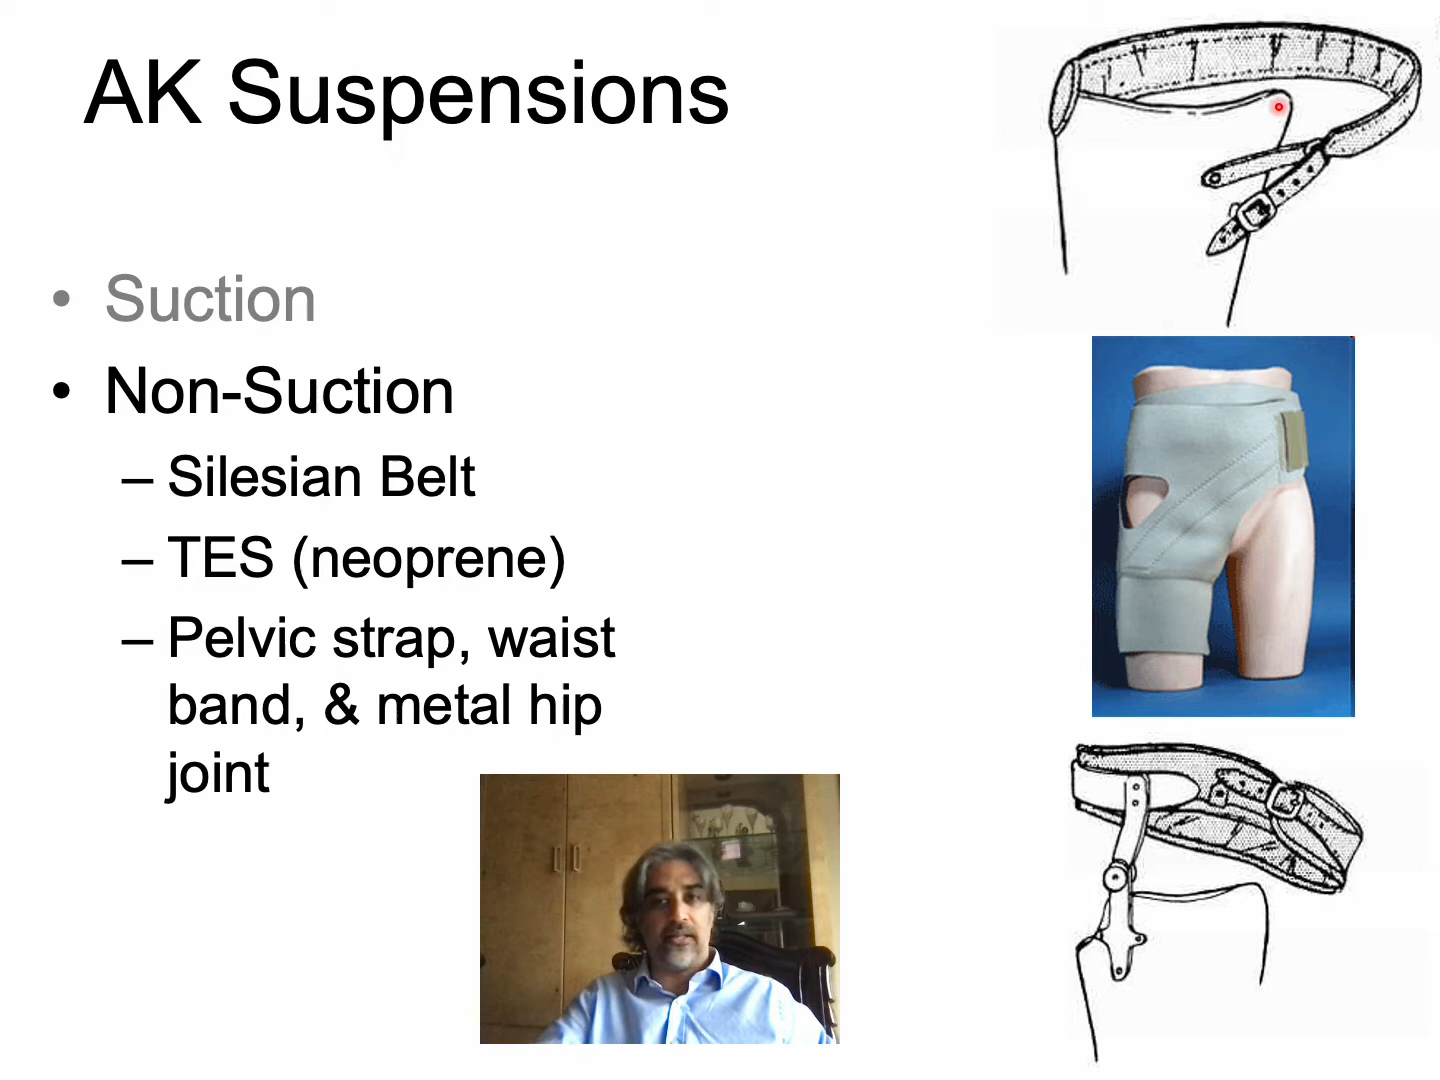 AK Suspensions
• Suction
• Non-Suction
– Silesian Belt
– TES (neoprene)
– Pelvic strap, waist
band, & metal hip
joint